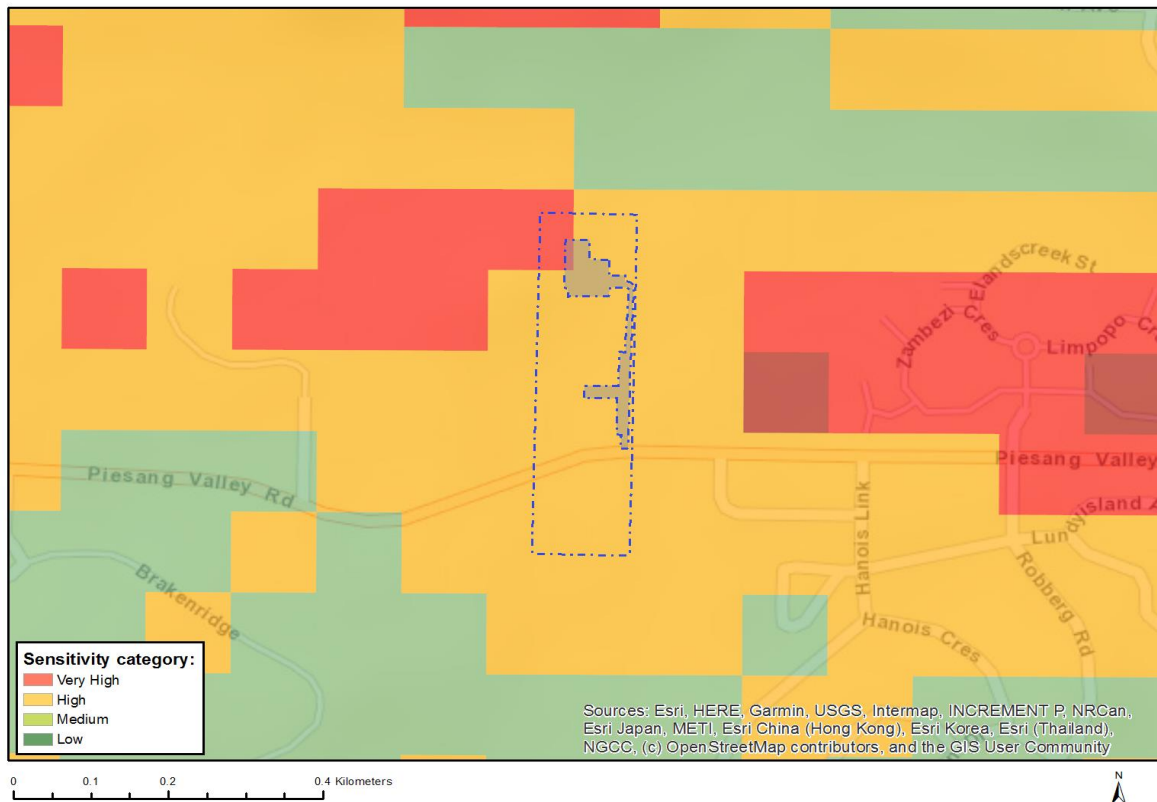 Elandscreek St
Zambezi
Cres
Limpopo
Piesang Valley
Piesang Valley Rd
Lundyisland A
Hanois Link
Robberg Rd
Brakenridge
Hanois Cres
Sensitivity category:
Very High
High
Medium
Low
Sources: Esri, HERE, Garmin, USGS, Intermap, INCREMENT P, NRCan,
Esri Japan, METI, Esri China (Hong Kong), Esri Korea, Esri (Thailand),
NGCC, (c) OpenStreetMap contributors, and the GIS User Community
0 0.1 0.2 0.4 Kilometers
N